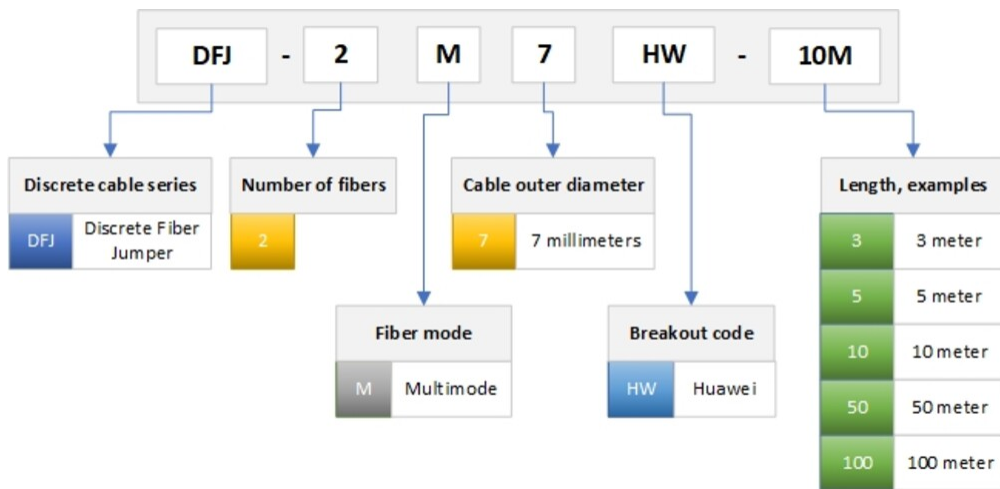 DFJ - 2 M 7 HW - 10M
Discrete cable series
DFJ Discrete Fiber Jumper
Number of fibers
2
Cable outer diameter
7 7 millimeters
Length, examples
3 3 meter
5 5 meter
10 10 meter
50 50 meter
100 100 meter
Fiber mode
M Multimode
Breakout code
HW Huawei